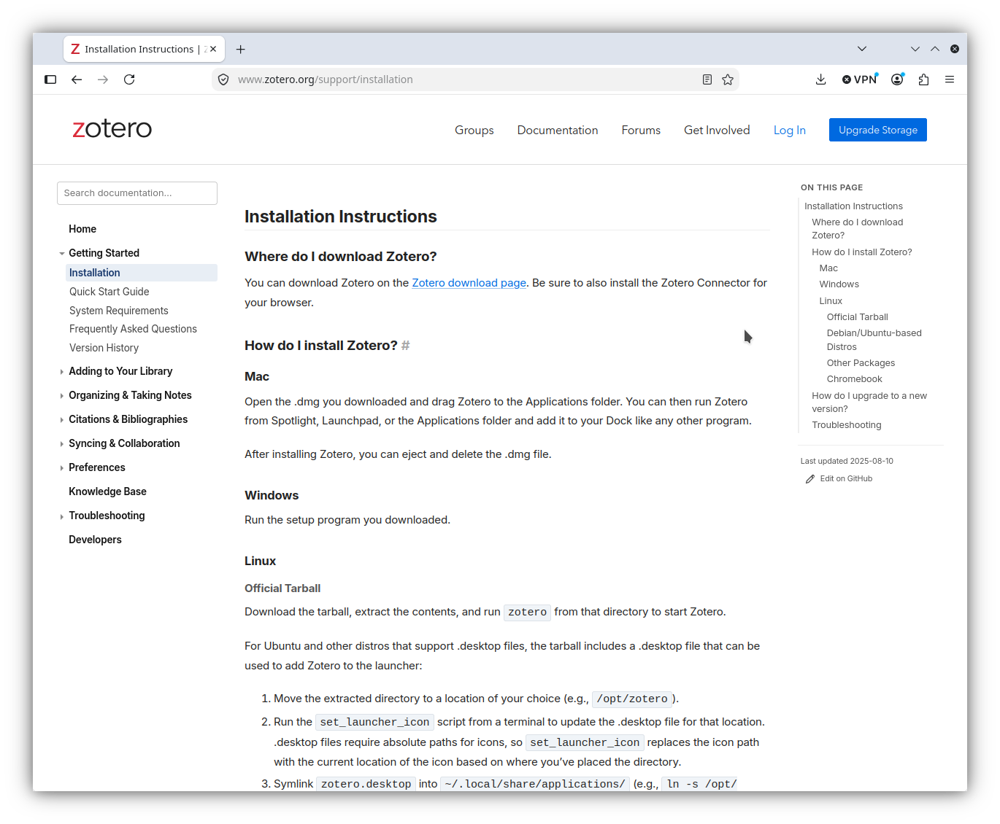 Installation Instructions |
VPN
www.zotero.org/support/installation
zotero
Groups
Documentation
Forums
Get Involved
Log In
Upgrade Storage
Search documentation...
Home
Getting Started
Installation
Quick Start Guide
System Requirements
Frequently Asked Questions
Version History
Adding to Your Library
Organizing & Taking Notes
Citations & Bibliographies
Syncing & Collaboration
Preferences
Knowledge Base
Troubleshooting
Developers
Installation Instructions
Where do I download Zotero?
You can download Zotero on the Zotero download page. Be sure to also install the Zotero Connector for
your browser.
How do I install Zotero? #
Mac
Open the .dmg you downloaded and drag Zotero to the Applications folder. You can then run Zotero
from Spotlight, Launchpad, or the Applications folder and add it to your Dock like any other program.
After installing Zotero, you can eject and delete the .dmg file.
Windows
Run the setup program you downloaded.
Linux
Official Tarball
Download the tarball, extract the contents, and run zotero from that directory to start Zotero.
For Ubuntu and other distros that support .desktop files, the tarball includes a .desktop file that can be
used to add Zotero to the launcher:
1. Move the extracted directory to a location of your choice (e.g., /opt/zotero).
2. Run the set_launcher_icon script from a terminal to update the .desktop file for that location.
.desktop files require absolute paths for icons, so set_launcher_icon replaces the icon path
with the current location of the icon based on where you’ve placed the directory.
3. Symlink zotero.desktop into ~/.local/share/applications/ (e.g., ln -s /opt/
ON THIS PAGE
Installation Instructions
Where do I download
Zotero?
How do I install Zotero?
Mac
Windows
Linux
Official Tarball
Debian/Ubuntu-based
Distros
Other Packages
Chromebook
How do I upgrade to a new
version?
Troubleshooting
Last updated 2025-08-10
Edit on GitHub